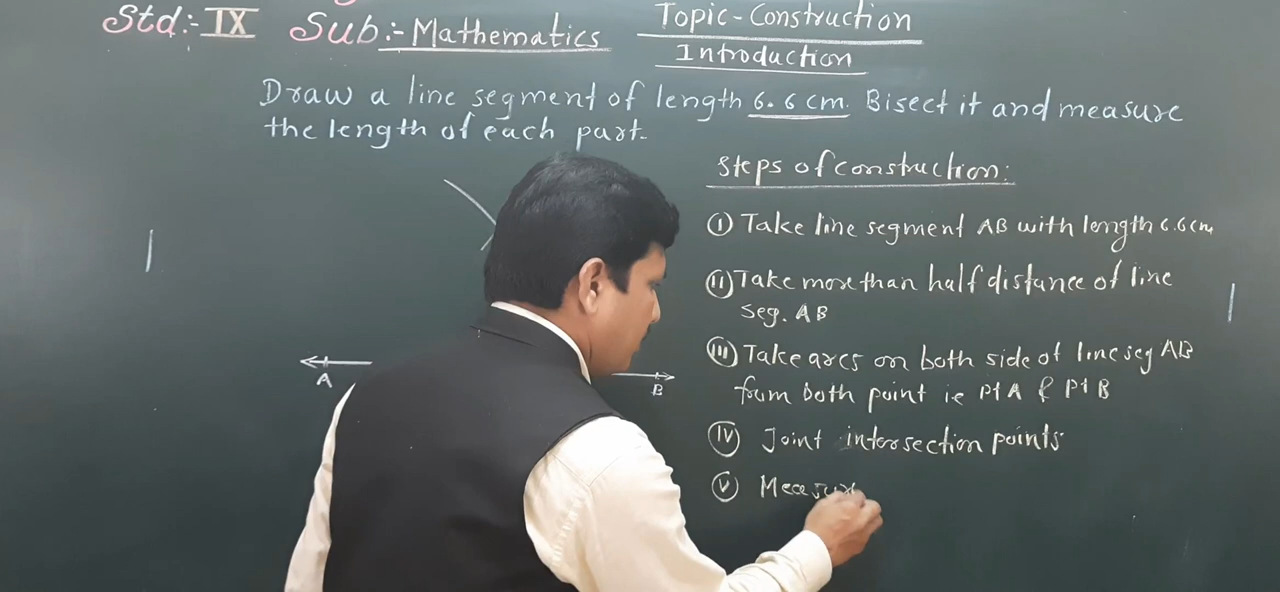 Std:- IX Sub:- Mathematics Topic-Construction
Introduction
Draw a line segment of length 6.6 cm. Bisect it and measure
the length of each part.
Steps of construction:
(I) Take line segment AB with length 6.6cm
(II) Take more than half distance of line
seg. AB
(III) Take arcs on both side of line seg AB
from both point ie pt A & pt B
(IV) Joint intersection points
(V) Measur
A
B